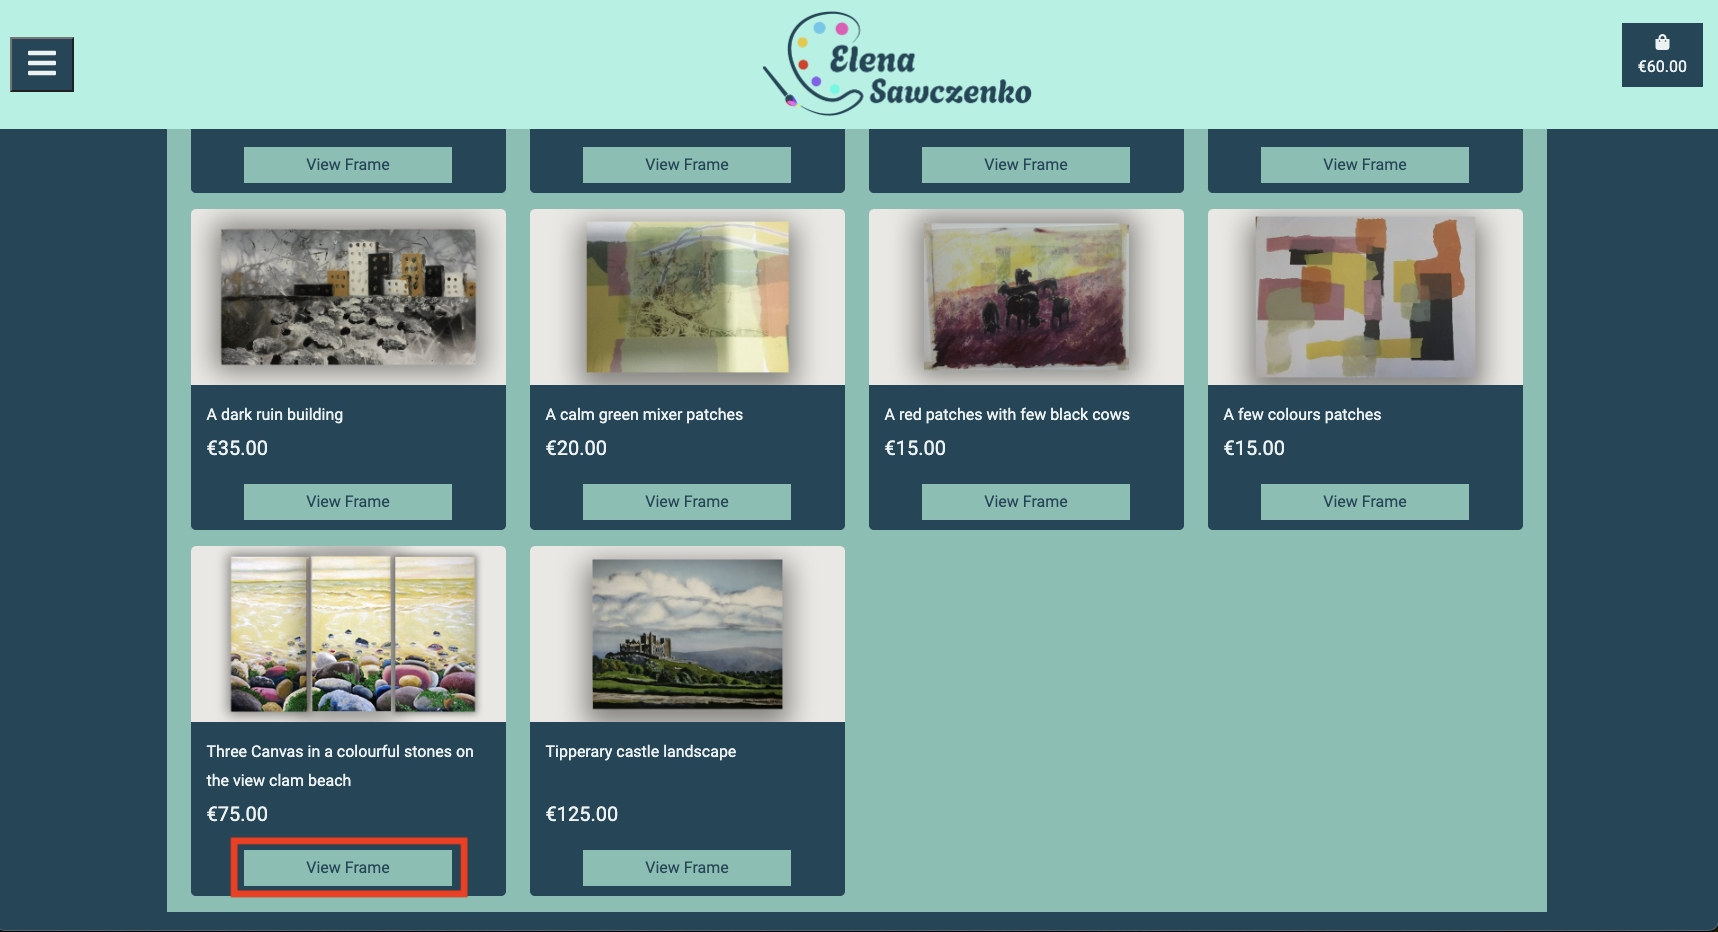 Elena
Sawczenko
€60.00
View Frame
View Frame
View Frame
View Frame
A dark ruin building
€35.00
View Frame
A calm green mixer patches
€20.00
View Frame
A red patches with few black cows
€15.00
View Frame
A few colours patches
€15.00
View Frame
Three Canvas in a colourful stones on
the view clam beach
€75.00
View Frame
Tipperary castle landscape
€125.00
View Frame